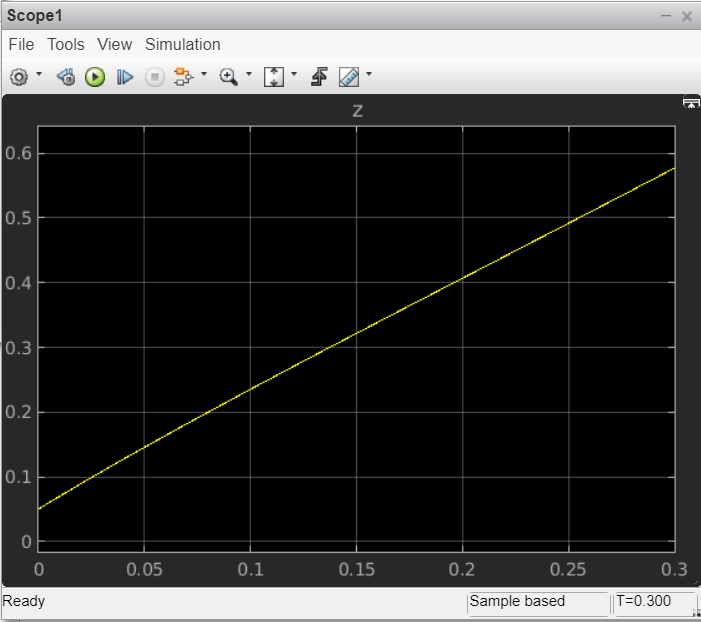 Scope1
File Tools View Simulation
z
0.6
0.5
0.4
0.3
0.2
0.1
0
0 0.05 0.1 0.15 0.2 0.25 0.3
Ready Sample based T=0.300